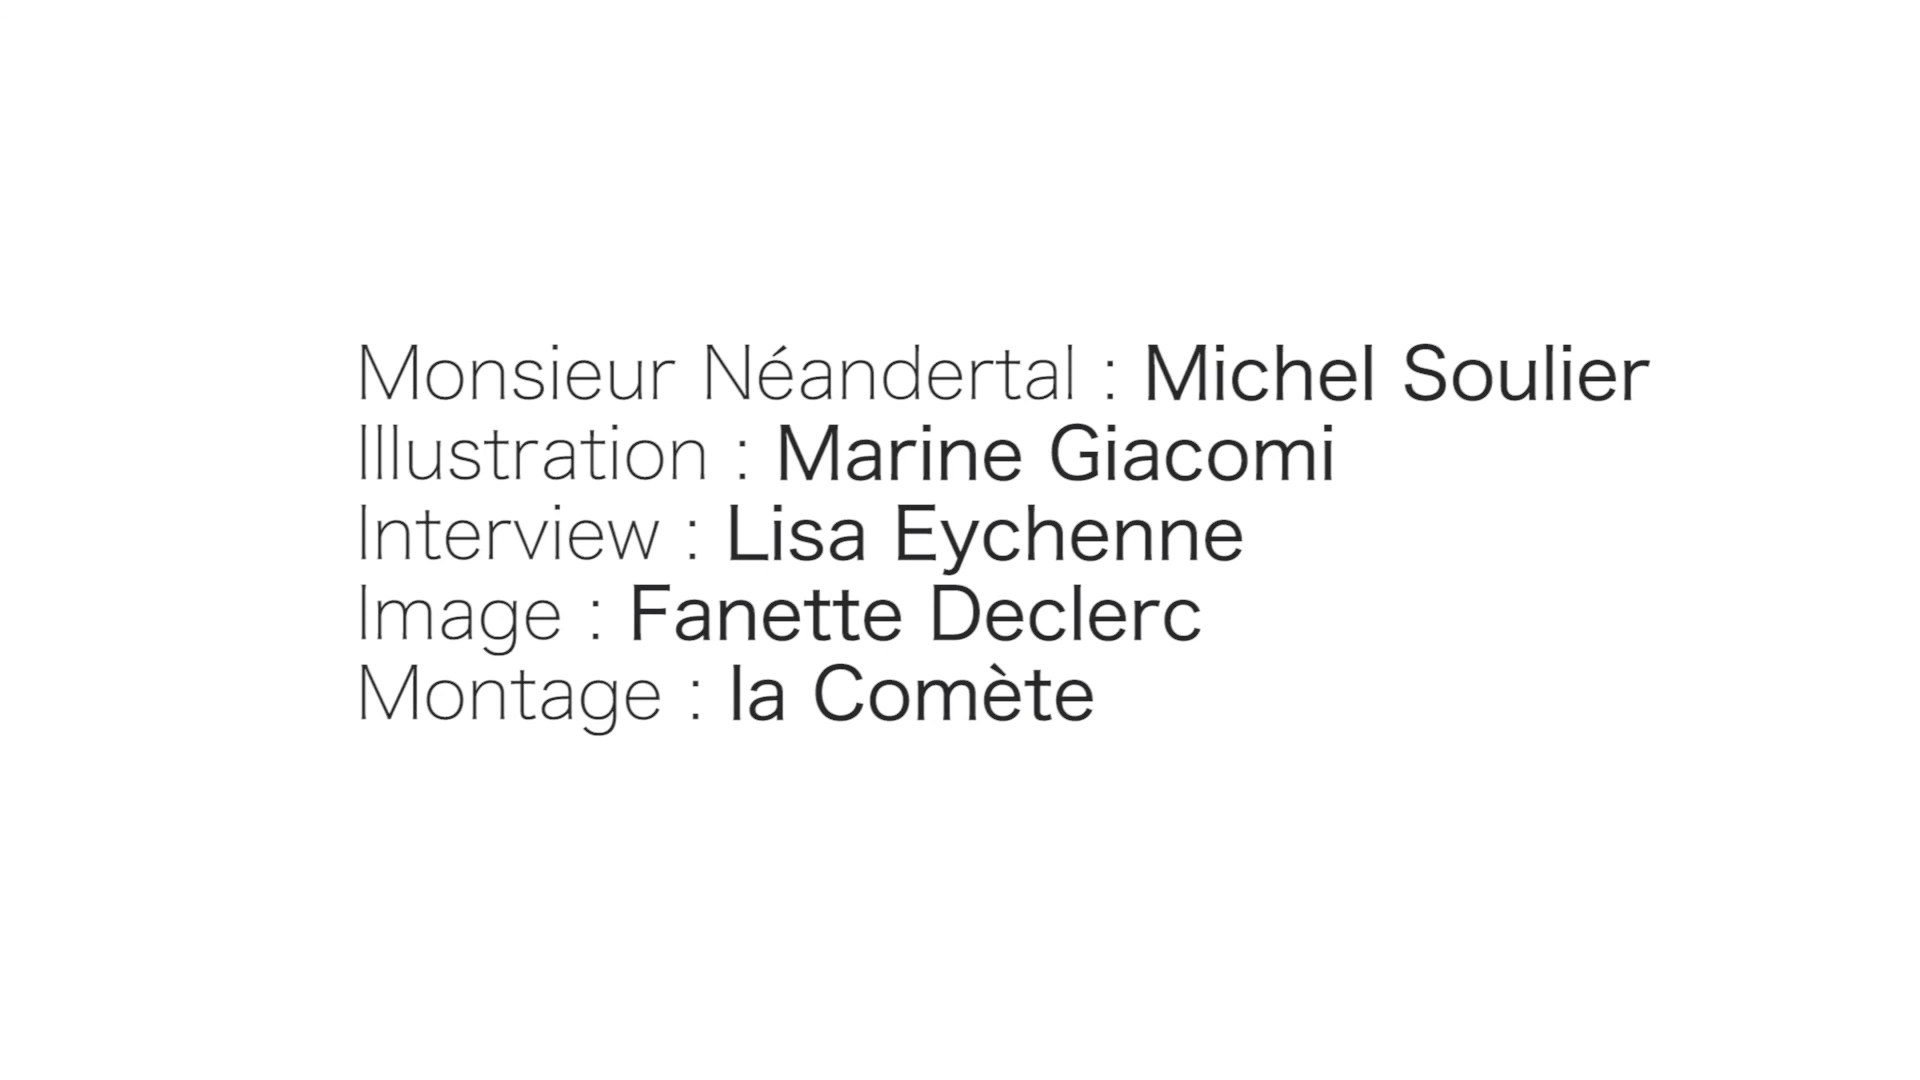 Monsieur Néandertal : Michel Soulier
Illustration : Marine Giacomi
Interview : Lisa Eychenne
Image : Fanette Declerc
Montage : la Comète